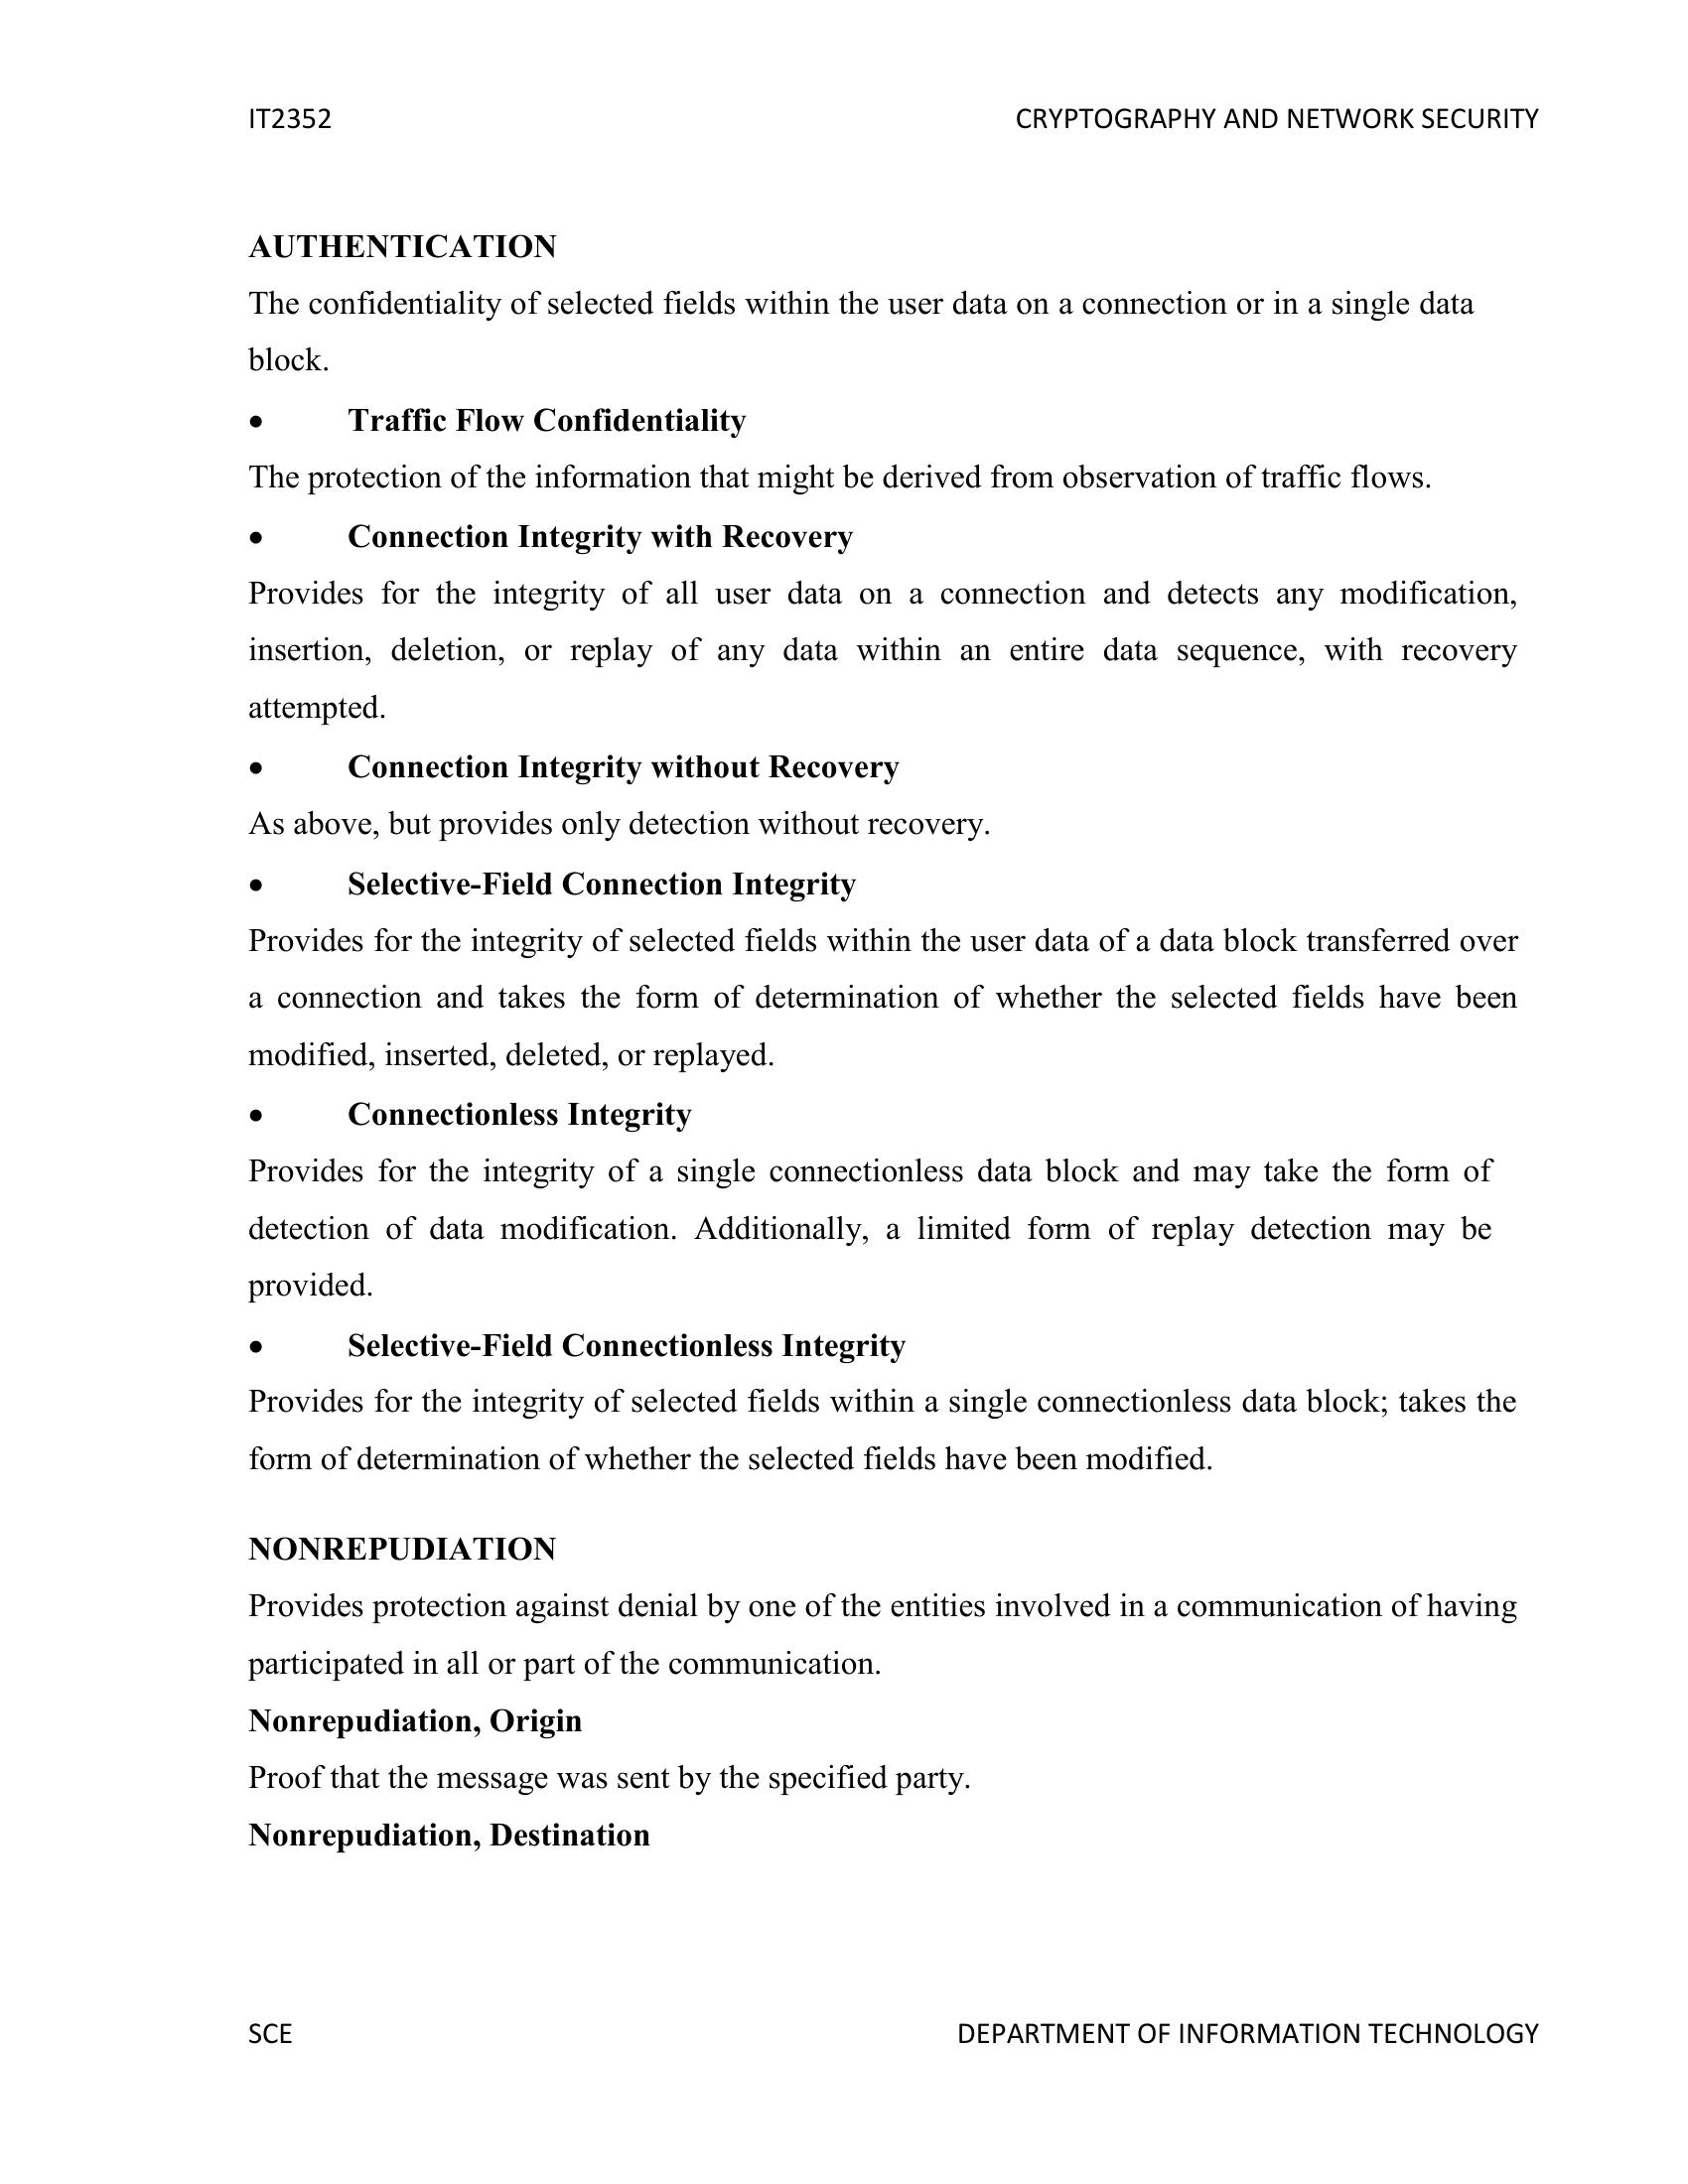 IT2352 CRYPTOGRAPHY AND NETWORK SECURITY
AUTHENTICATION
The confidentiality of selected fields within the user data on a connection or in a single data
block.
• Traffic Flow Confidentiality
The protection of the information that might be derived from observation of traffic flows.
• Connection Integrity with Recovery
Provides for the integrity of all user data on a connection and detects any modification,
insertion, deletion, or replay of any data within an entire data sequence, with recovery
attempted.
• Connection Integrity without Recovery
As above, but provides only detection without recovery.
• Selective-Field Connection Integrity
Provides for the integrity of selected fields within the user data of a data block transferred over
a connection and takes the form of determination of whether the selected fields have been
modified, inserted, deleted, or replayed.
• Connectionless Integrity
Provides for the integrity of a single connectionless data block and may take the form of
detection of data modification. Additionally, a limited form of replay detection may be
provided.
• Selective-Field Connectionless Integrity
Provides for the integrity of selected fields within a single connectionless data block; takes the
form of determination of whether the selected fields have been modified.
NONREPUDIATION
Provides protection against denial by one of the entities involved in a communication of having
participated in all or part of the communication.
Nonrepudiation, Origin
Proof that the message was sent by the specified party.
Nonrepudiation, Destination
SCE DEPARTMENT OF INFORMATION TECHNOLOGY